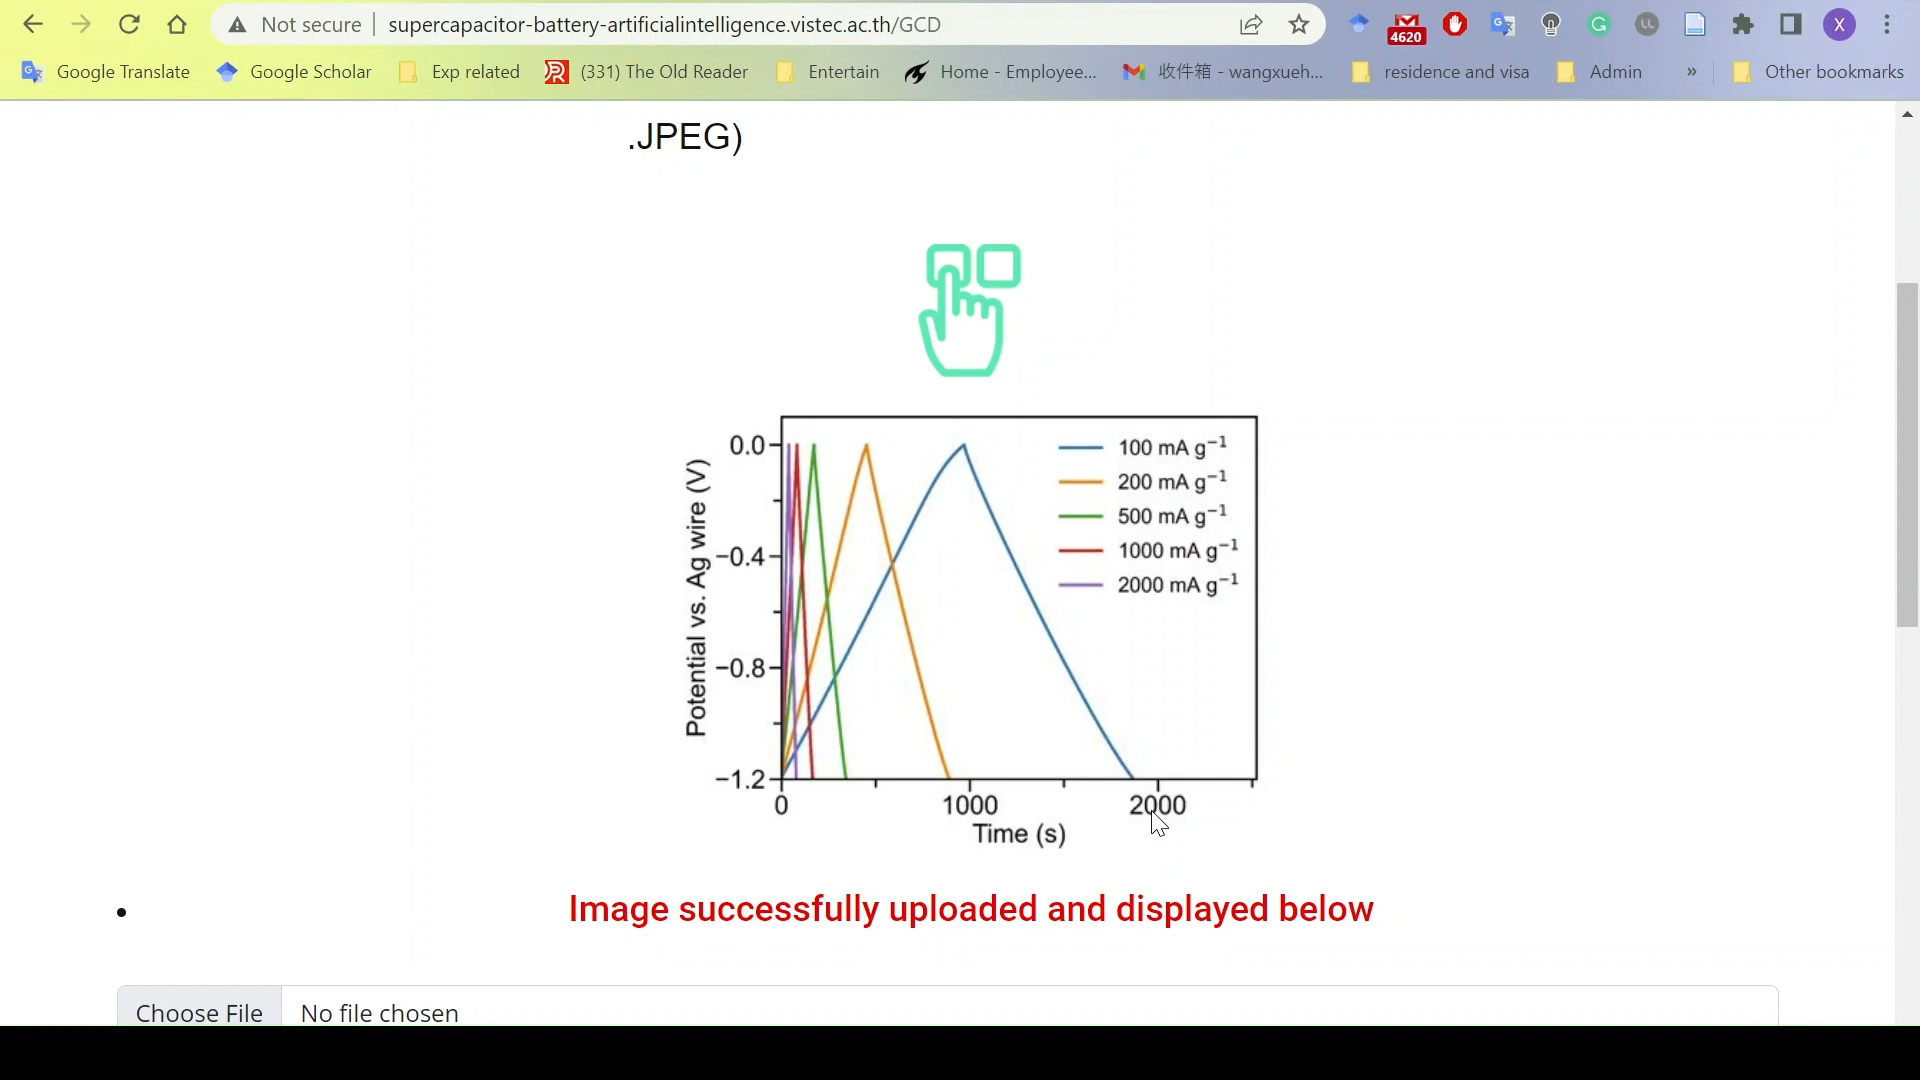 Not secure supercapacitor-battery-artificialintelligence.vistec.ac.th/GCD 4620 X
Google Translate Google Scholar Exp related (331) The Old Reader Entertain Home - Employee... 收件箱 - wangxueh... residence and visa Admin » Other bookmarks
.JPEG)
0.0
−0.4
−0.8
−1.2
Potential vs. Ag wire (V)
100 mA g⁻¹
200 mA g⁻¹
500 mA g⁻¹
1000 mA g⁻¹
2000 mA g⁻¹
0 1000 2000
Time (s)
• Image successfully uploaded and displayed below
Choose File No file chosen